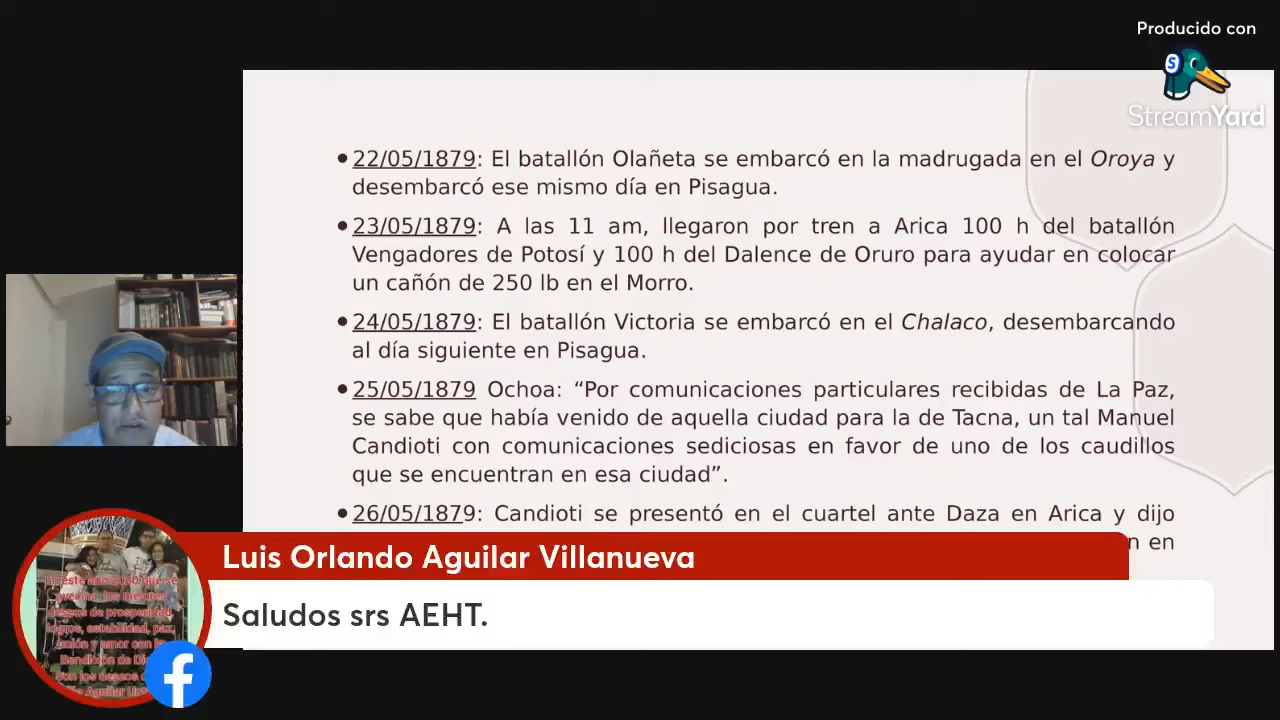 Producido con
StreamYard
• 22/05/1879: El batallón Olañeta se embarcó en la madrugada en el Oroya y
desembarcó ese mismo día en Pisagua.
• 23/05/1879: A las 11 am, llegaron por tren a Arica 100 h del batallón
Vengadores de Potosí y 100 h del Dalence de Oruro para ayudar en colocar
un cañón de 250 lb en el Morro.
• 24/05/1879: El batallón Victoria se embarcó en el Chalaco, desembarcando
al día siguiente en Pisagua.
• 25/05/1879 Ochoa: “Por comunicaciones particulares recibidas de La Paz,
se sabe que había venido de aquella ciudad para la de Tacna, un tal Manuel
Candioti con comunicaciones sediciosas en favor de uno de los caudillos
que se encuentran en esa ciudad”.
• 26/05/1879: Candioti se presentó en el cuartel ante Daza en Arica y dijo
en
Luis Orlando Aguilar Villanueva
Saludos srs AEHT.